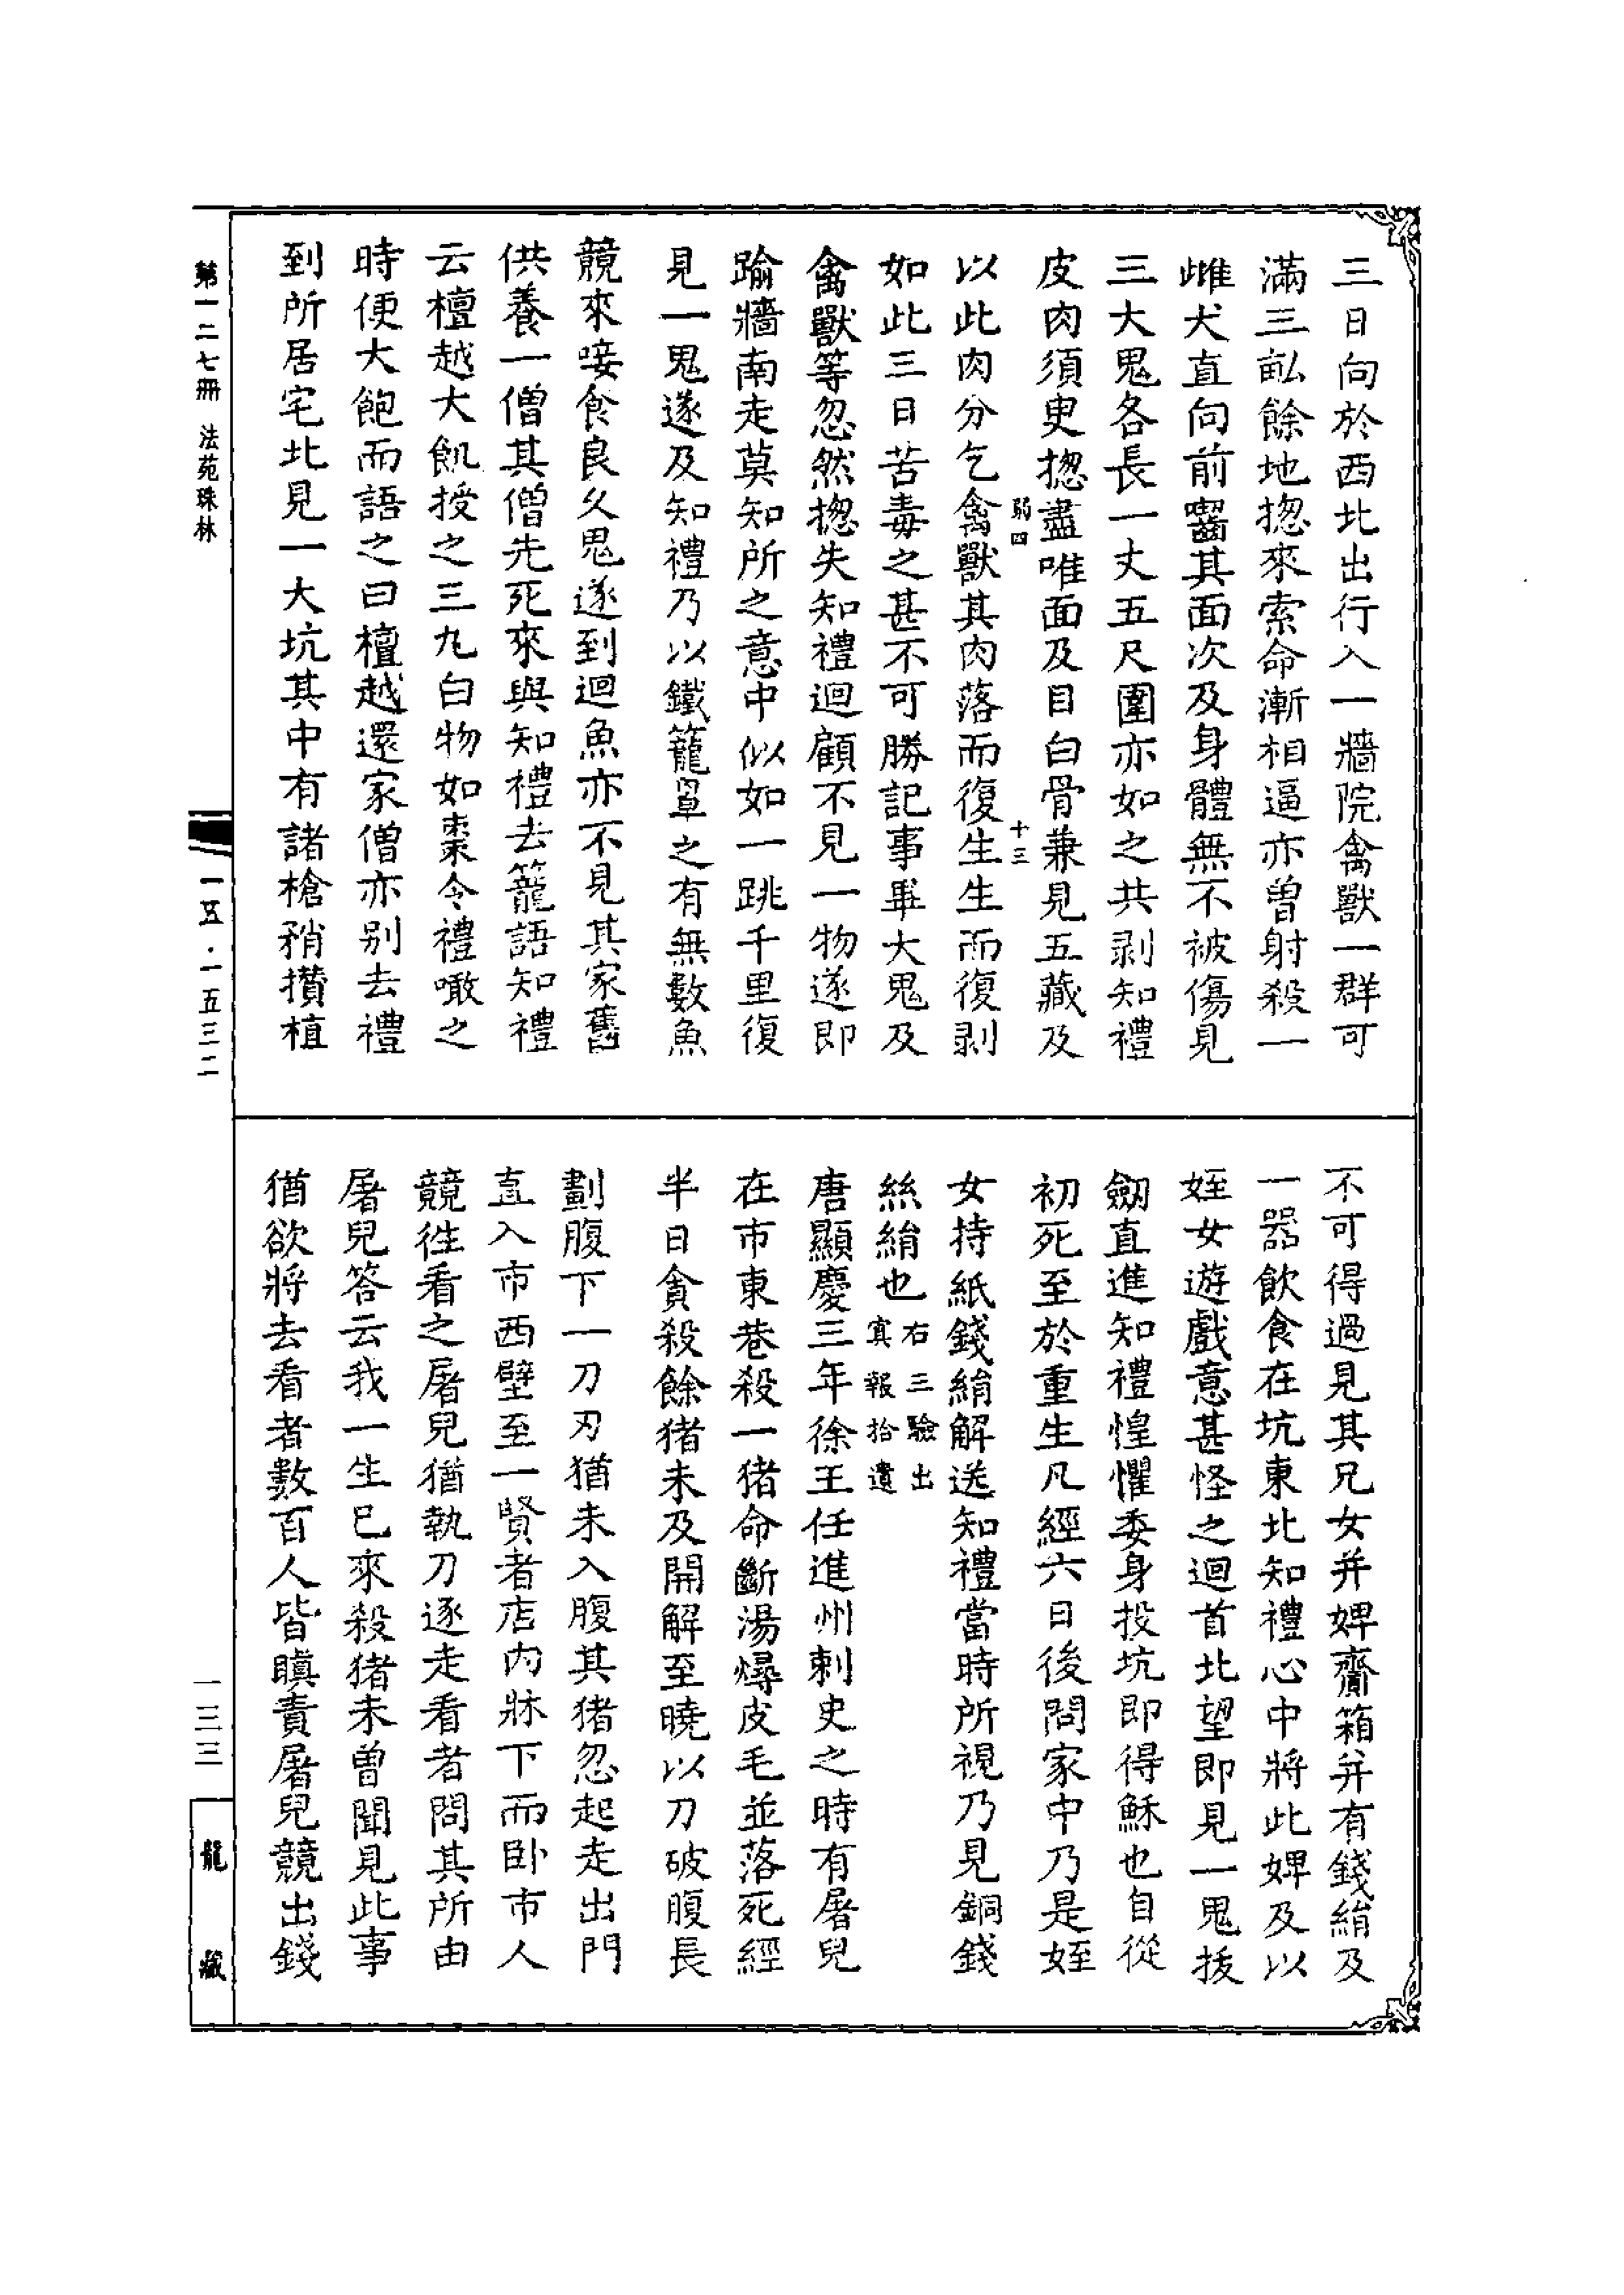 三日向於西北出行入一牆院禽獸一群可
滿三畝餘地揔來索命漸相逼亦曾射殺一
雌犬直向前嚙其面次及身體無不被傷見
三大鬼各長一丈五尺圍亦如之共剥知禮
皮肉須臾揔盡唯面及目白骨兼見五藏及
弱四
十三
以此肉分乞禽獸其肉落而復生生而復剥
如此三日苦毒之甚不可勝記事畢大鬼及
禽獸等忽然揔失知禮迴顧不見一物遂即
踰牆南走莫知所之意中似如一跳千里復
見一鬼遂及知禮乃以鐵籠罩之有無數魚
競來唼食良久鬼遂到迴魚亦不見其家舊
供養一僧其僧先死來與知禮去籠語知禮
云檀越大飢授之三九白物如棗令禮噉之
時便大飽而語之曰檀越還家僧亦別去禮
到所居宅北見一大坑其中有諸槍矟攢植
不可得過見其兄女并婢齎箱并有錢絹及
一器飲食在坑東北知禮心中將此婢及以
姪女遊戲意甚怪之迴首北望即見一鬼拔
劒直進知禮惶懼委身投坑即得穌也自從
初死至於重生凡經六日後問家中乃是姪
女持紙錢絹解送知禮當時所視乃見銅錢
絲絹也右三驗出冥報拾遺
唐顯慶三年徐王任進州刺史之時有屠兒
在市東巷殺一猪命斷湯燖皮毛並落死經
半日貪殺餘猪未及開解至曉以刀破腹長
劃腹下一刀刃猶未入腹其猪忽起走出門
直入市西壁至一賢者店内牀下而卧市人
競徃看之屠兒猶執刀逐走看者問其所由
屠兒答云我一生已來殺猪未曾聞見此事
猶欲將去看者數百人皆瞋責屠兒競出錢
第一二七冊 法苑珠林
一五·一五三二
一三三
龍藏